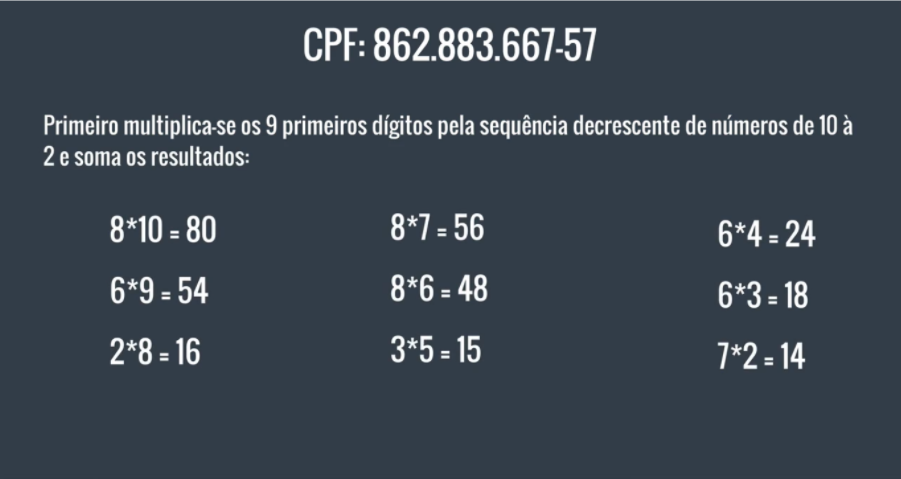 CPF: 862.883.667-57
Primeiro multiplica-se os 9 primeiros dígitos pela sequência decrescente de números de 10 à
2 e soma os resultados:
8*10 = 80
6*9 = 54
2*8 = 16
8*7 = 56
8*6 = 48
3*5 = 15
6*4 = 24
6*3 = 18
7*2 = 14